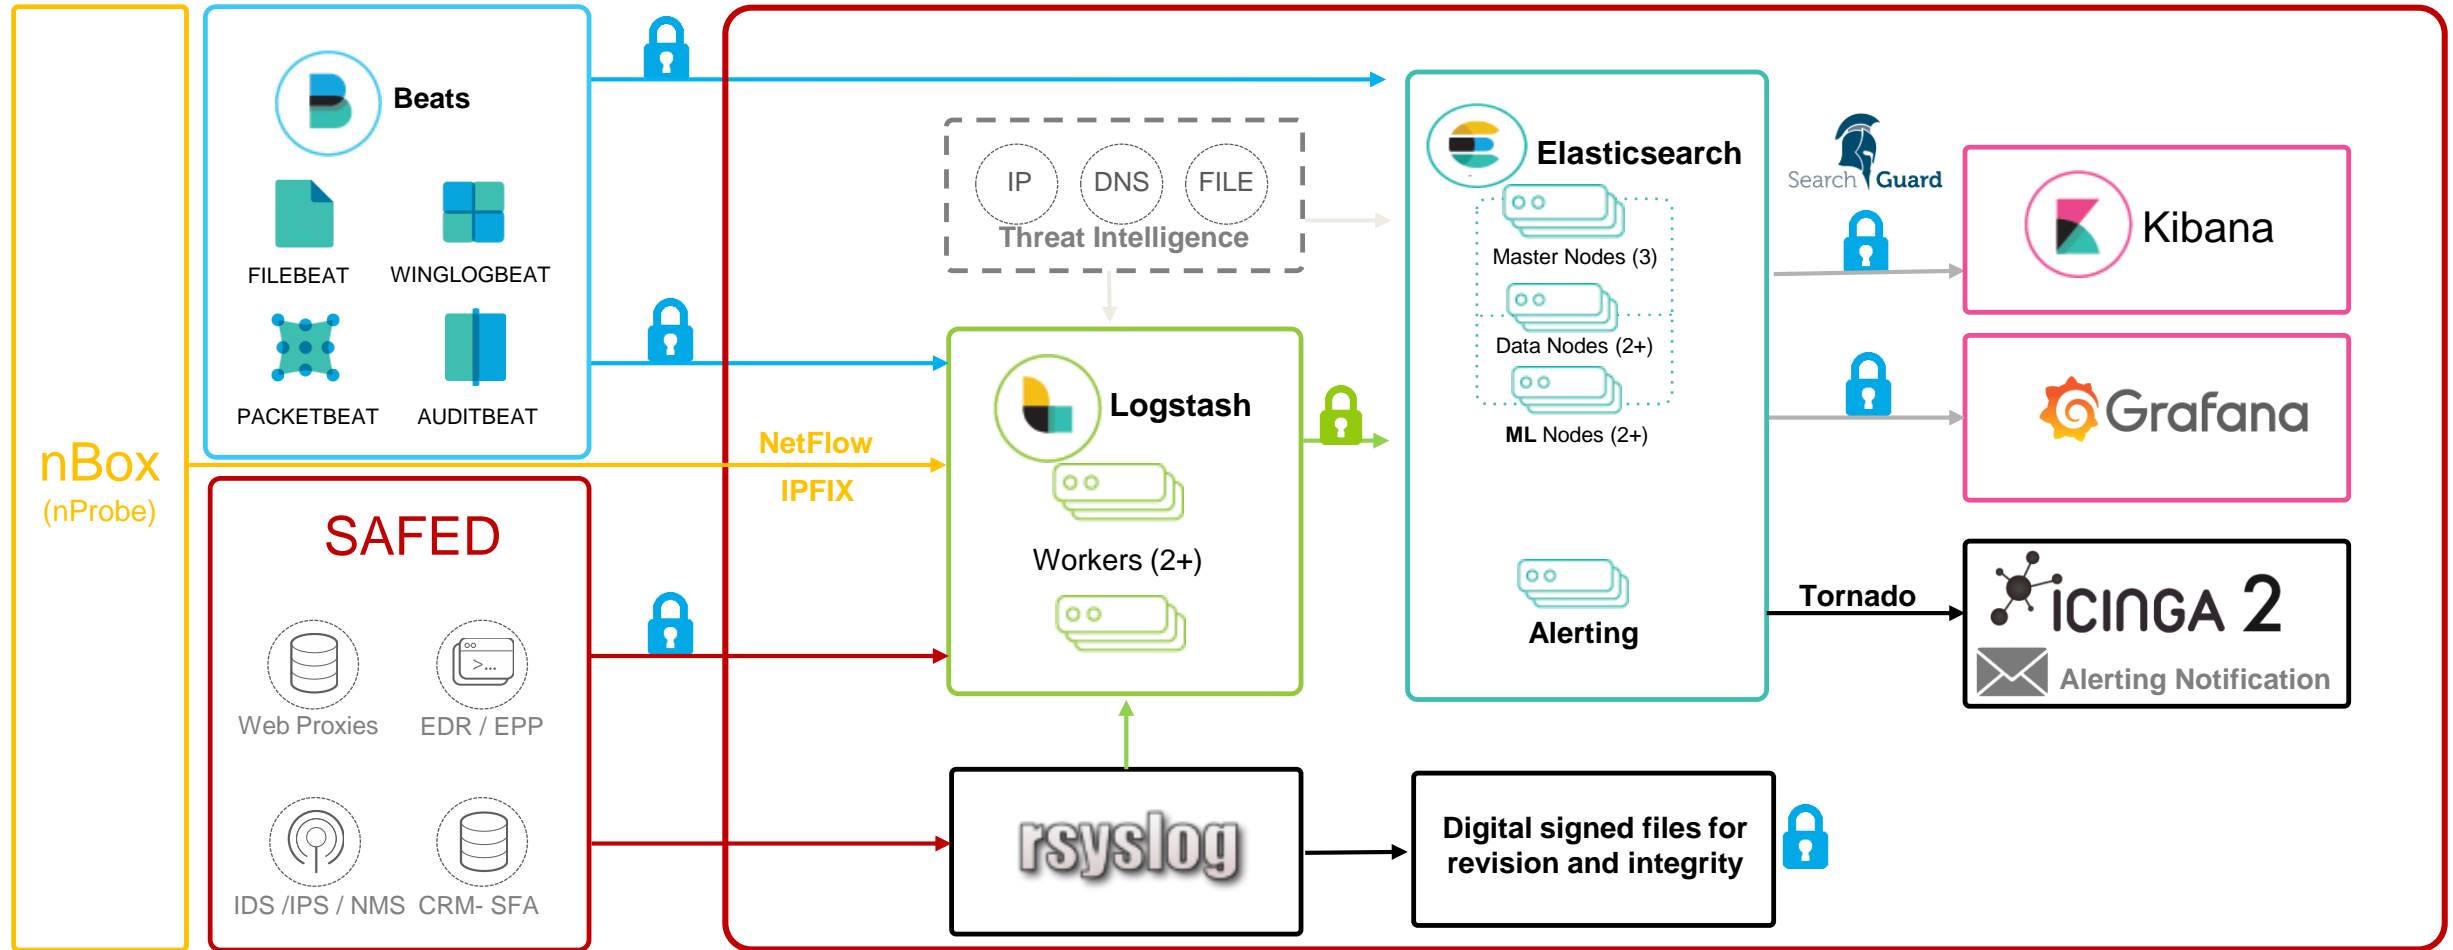 nBox
(nProbe)
Beats
FILEBEAT
WINGLOGBEAT
PACKETBEAT
AUDITBEAT
SAFED
Web Proxies
EDR / EPP
IDS /IPS / NMS
CRM- SFA
NetFlow
IPFIX
IP
DNS
FILE
Threat Intelligence
Logstash
Workers (2+)
rsyslog
Elasticsearch
Master Nodes (3)
Data Nodes (2+)
ML Nodes (2+)
Alerting
Digital signed files for
revision and integrity
Search Guard
Kibana
Grafana
Tornado
ICINGA 2
Alerting Notification
>...